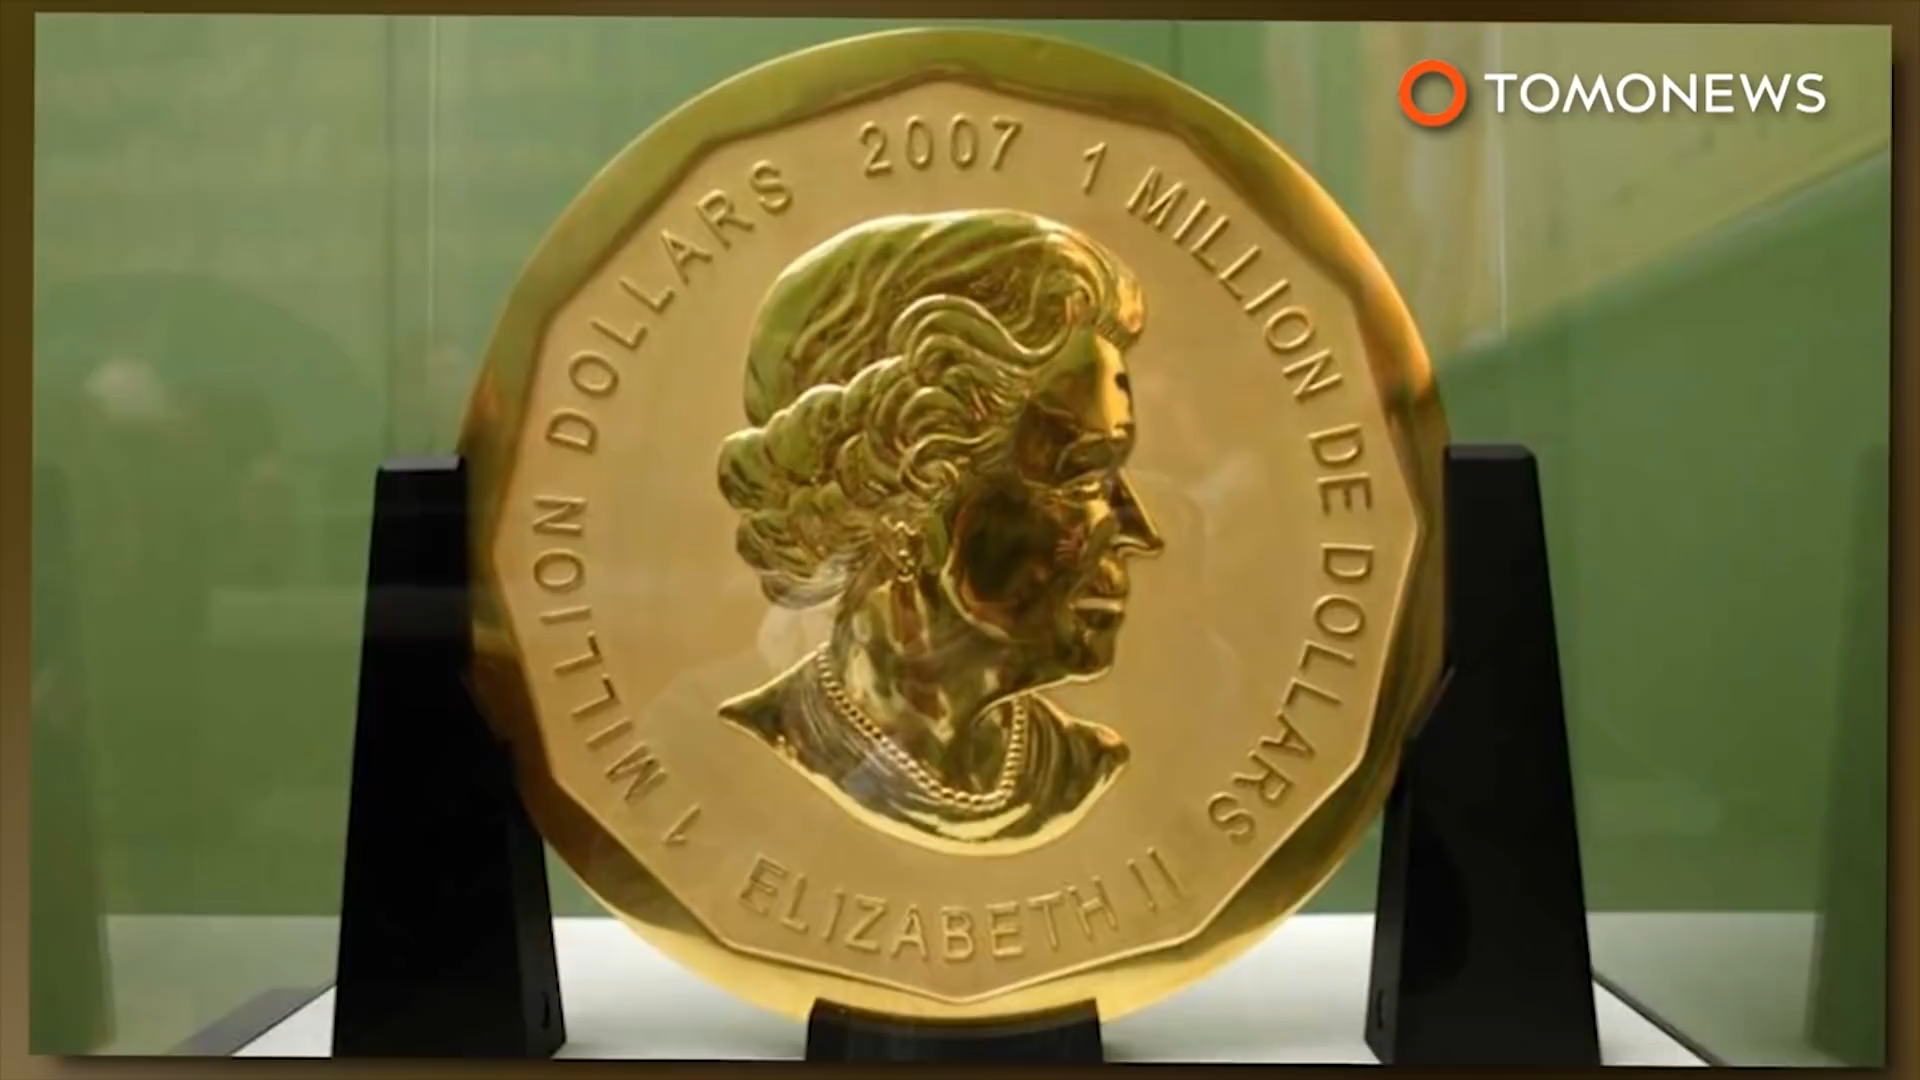 TOMONEWS
2007
1 MILLION DOLLARS
1 MILLION DE DOLLARS
ELIZABETH II